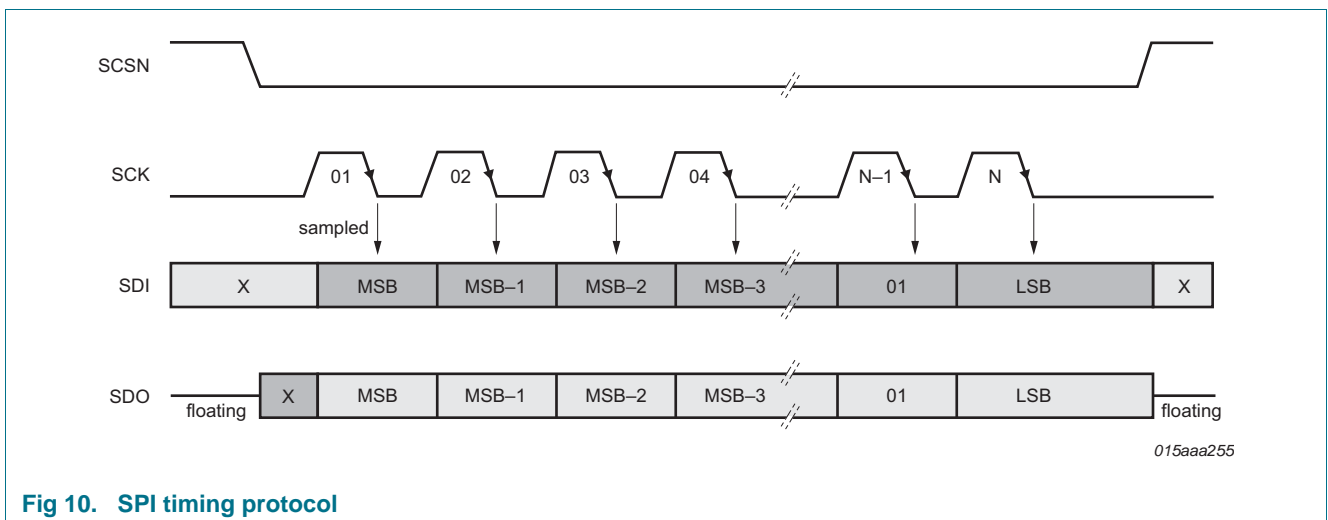 SCSN
SCK 01 02 03 04 N–1 N
sampled
SDI X MSB MSB–1 MSB–2 MSB–3 01 LSB X
SDO floating X MSB MSB–1 MSB–2 MSB–3 01 LSB floating
015aaa255
Fig 10. SPI timing protocol